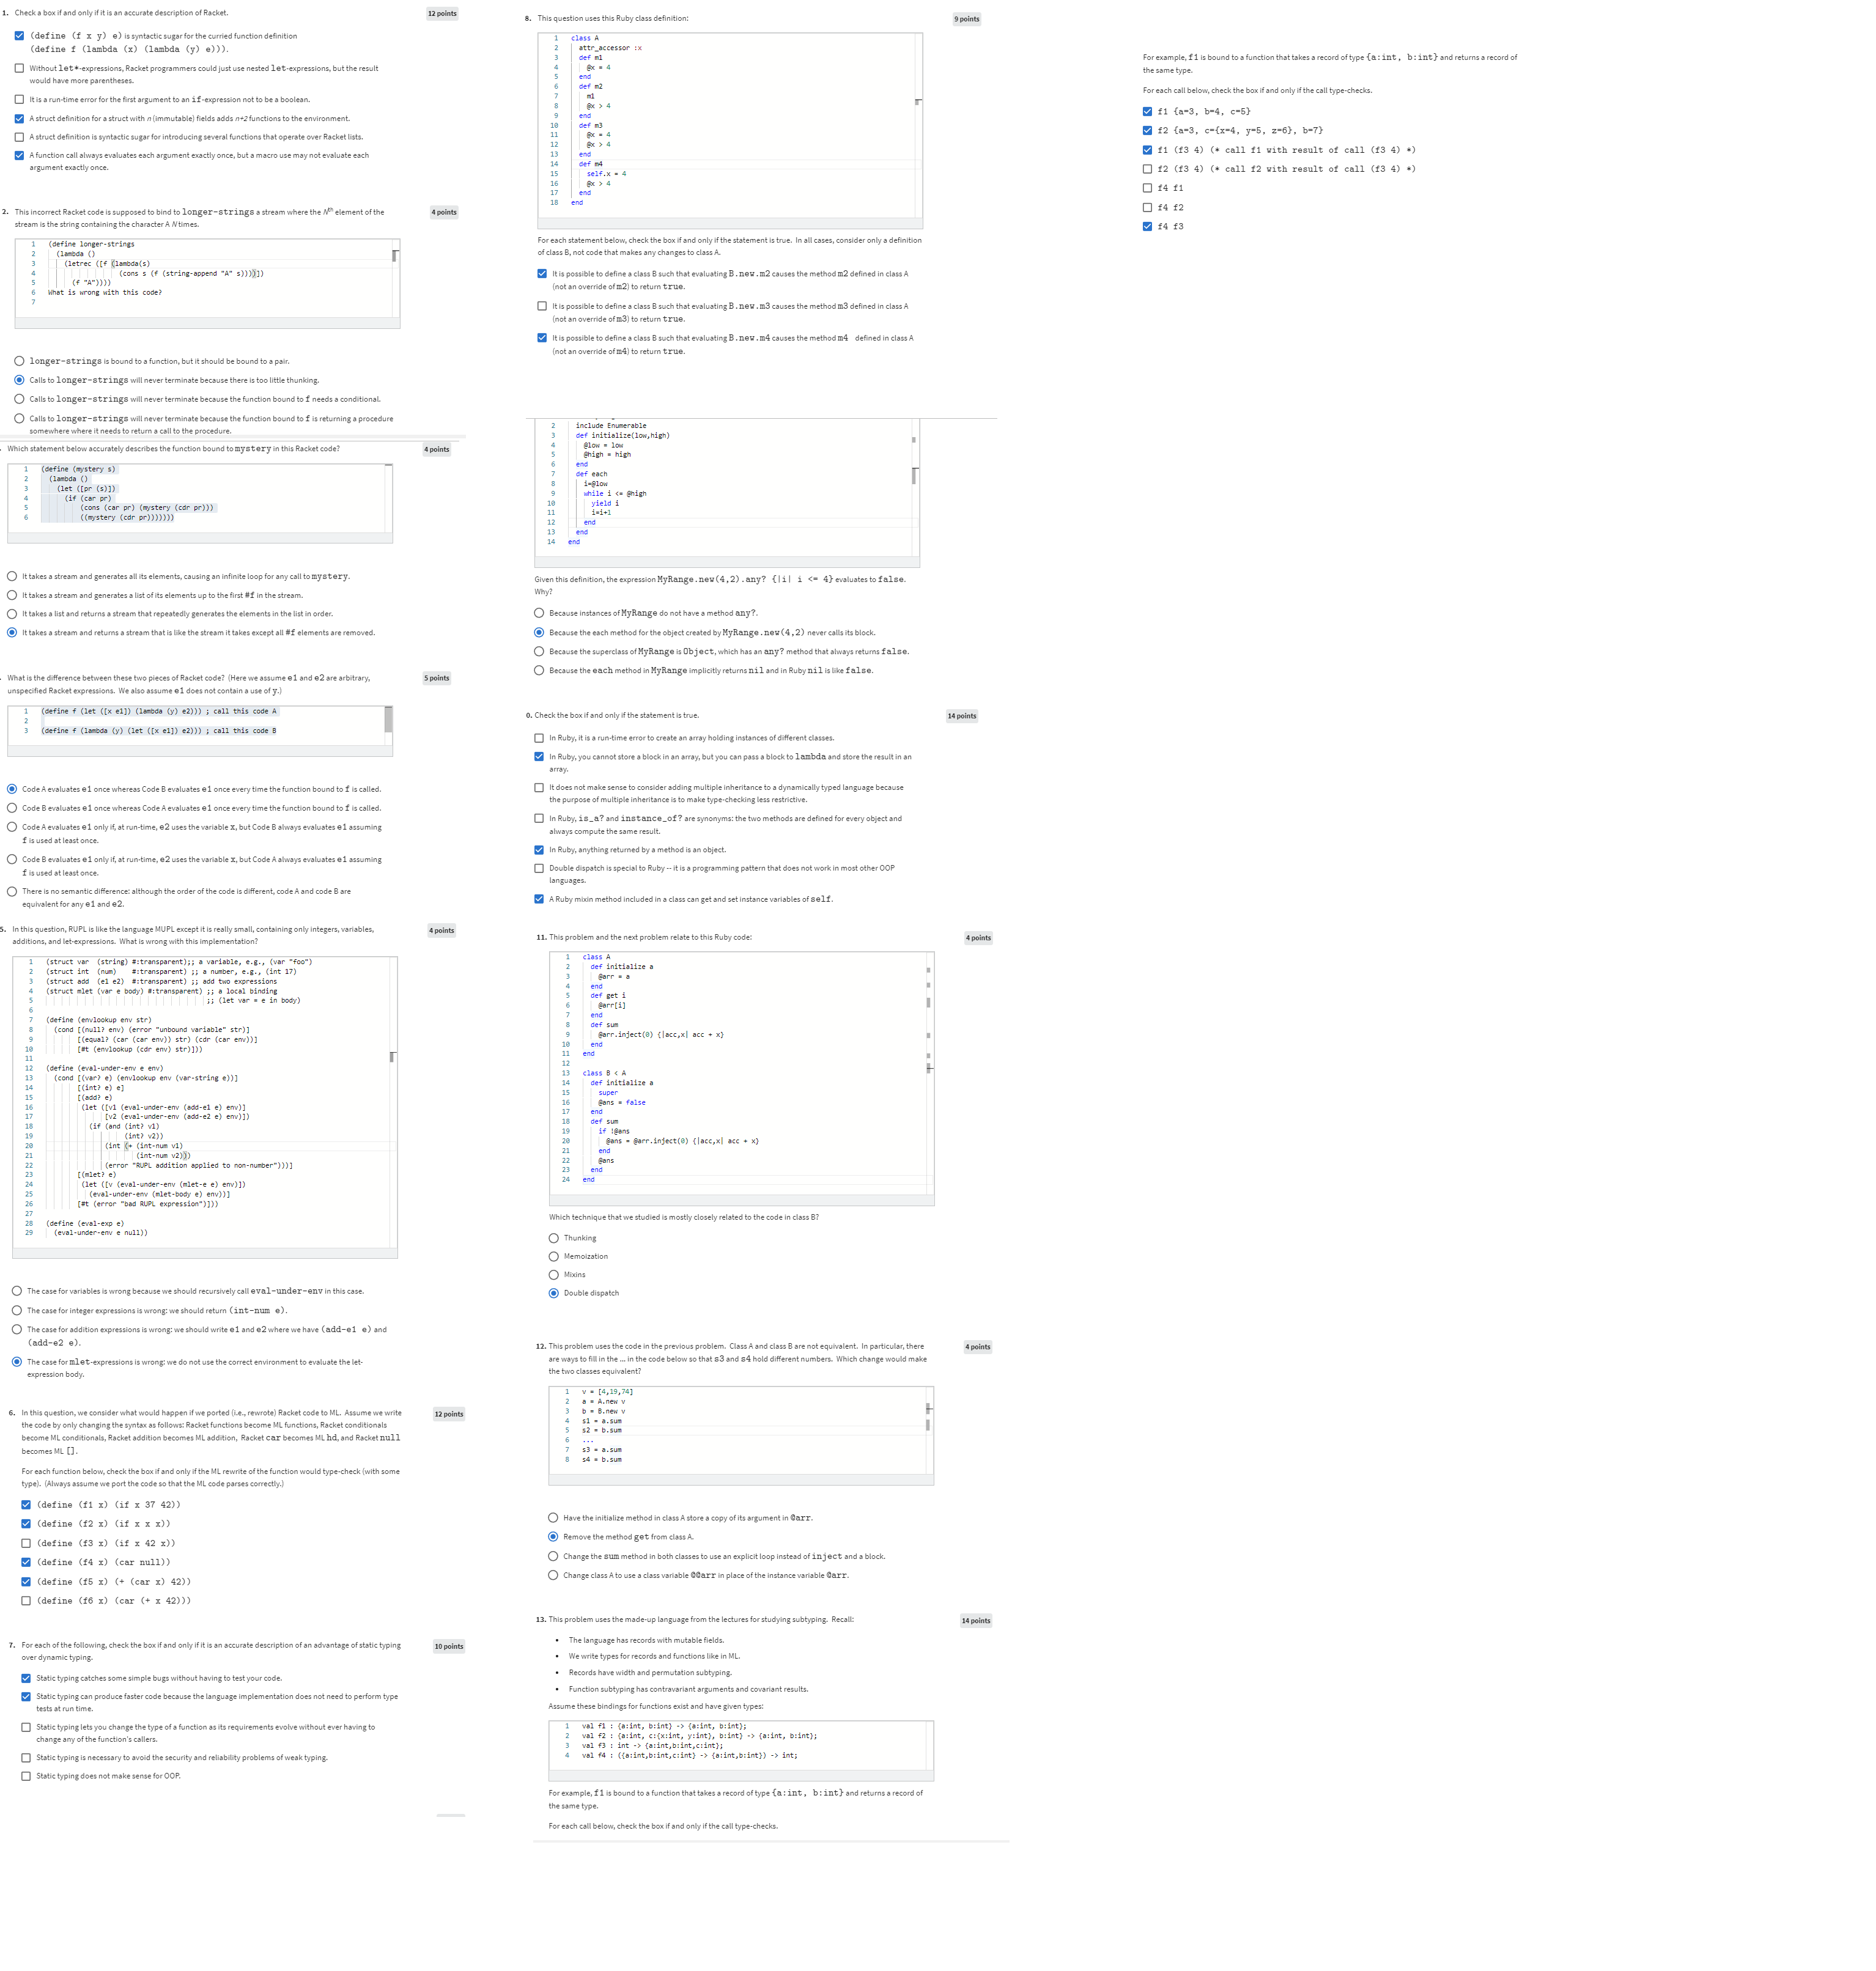 1. Check a box if and only if it is an accurate description of Racket.
12 points
(define (f x y) e) is syntactic sugar for the curried function definition
(define f (lambda (x) (lambda (y) e))).
Without let*-expressions, Racket programmers could just use nested let-expressions, but the result
would have more parentheses.
It is a run-time error for the first argument to an if-expression not to be a boolean.
A struct definition for a struct with n (immutable) fields adds n+2 functions to the environment.
A struct definition is syntactic sugar for introducing several functions that operate over Racket lists.
A function call always evaluates each argument exactly once, but a macro use may not evaluate each
argument exactly once.
2. This incorrect Racket code is supposed to bind to longer-strings a stream where the Nth element of the
stream is the string containing the character A N times.
4 points
1 (define longer-strings
2 (lambda ()
3 (letrec ([f (lambda(s)
4 (cons s (f (string-append "A" s))))])
5 (f "A"))))
6 What is wrong with this code?
7
longer-strings is bound to a function, but it should be bound to a pair.
Calls to longer-strings will never terminate because there is too little thunking.
Calls to longer-strings will never terminate because the function bound to f needs a conditional.
Calls to longer-strings will never terminate because the function bound to f is returning a procedure
somewhere where it needs to return a call to the procedure.
Which statement below accurately describes the function bound to mystery in this Racket code?
4 points
1 (define (mystery s)
2 (lambda ()
3 (let ([pr (s)])
4 (if (car pr)
5 (cons (car pr) (mystery (cdr pr)))
6 ((mystery (cdr pr)))))))
It takes a stream and generates all its elements, causing an infinite loop for any call to mystery.
It takes a stream and generates a list of its elements up to the first #f in the stream.
It takes a list and returns a stream that repeatedly generates the elements in the list in order.
It takes a stream and returns a stream that is like the stream it takes except all #f elements are removed.
What is the difference between these two pieces of Racket code? (Here we assume e1 and e2 are arbitrary,
unspecified Racket expressions. We also assume e1 does not contain a use of y.)
5 points
1 (define f (let ([x e1]) (lambda (y) e2))) ; call this code A
2
3 (define f (lambda (y) (let ([x e1]) e2))) ; call this code B
Code A evaluates e1 once whereas Code B evaluates e1 once every time the function bound to f is called.
Code B evaluates e1 once whereas Code A evaluates e1 once every time the function bound to f is called.
Code A evaluates e1 only if, at run-time, e2 uses the variable x, but Code B always evaluates e1 assuming
f is used at least once.
Code B evaluates e1 only if, at run-time, e2 uses the variable x, but Code A always evaluates e1 assuming
f is used at least once.
There is no semantic difference: although the order of the code is different, code A and code B are
equivalent for any e1 and e2.
5. In this question, RUPL is like the language MUPL except it is really small, containing only integers, variables,
additions, and let-expressions. What is wrong with this implementation?
4 points
1 (struct var (string) #:transparent);; a variable, e.g., (var "foo")
2 (struct int (num) #:transparent) ;; a number, e.g., (int 17)
3 (struct add (e1 e2) #:transparent) ;; add two expressions
4 (struct mlet (var e body) #:transparent) ;; a local binding
5 ;; (let var = e in body)
6
7 (define (envlookup env str)
8 (cond [(null? env) (error "unbound variable" str)]
9 [(equal? (car (car env)) str) (cdr (car env))]
10 [#t (envlookup (cdr env) str)]))
11
12 (define (eval-under-env e env)
13 (cond [(var? e) (envlookup env (var-string e))]
14 [(int? e) e]
15 [(add? e)
16 (let ([v1 (eval-under-env (add-e1 e) env)]
17 [v2 (eval-under-env (add-e2 e) env)])
18 (if (and (int? v1)
19 (int? v2))
20 (int (+ (int-num v1)
21 (int-num v2)))
22 (error "RUPL addition applied to non-number")))]
23 [(mlet? e)
24 (let ([v (eval-under-env (mlet-e e) env)])
25 (eval-under-env (mlet-body e) env))]
26 [#t (error "bad RUPL expression")]))
27
28 (define (eval-exp e)
29 (eval-under-env e null))
The case for variables is wrong because we should recursively call eval-under-env in this case.
The case for integer expressions is wrong: we should return (int-num e).
The case for addition expressions is wrong: we should write e1 and e2 where we have (add-e1 e) and
(add-e2 e).
The case for mlet-expressions is wrong: we do not use the correct environment to evaluate the let-
expression body.
6. In this question, we consider what would happen if we ported (i.e., rewrote) Racket code to ML. Assume we write
the code by only changing the syntax as follows: Racket functions become ML functions, Racket conditionals
become ML conditionals, Racket addition becomes ML addition, Racket car becomes ML hd, and Racket null
becomes ML [].
12 points
For each function below, check the box if and only if the ML rewrite of the function would type-check (with some
type). (Always assume we port the code so that the ML code parses correctly.)
(define (f1 x) (if x 37 42))
(define (f2 x) (if x x x))
(define (f3 x) (if x 42 x))
(define (f4 x) (car null))
(define (f5 x) (+ (car x) 42))
(define (f6 x) (car (+ x 42)))
7. For each of the following, check the box if and only if it is an accurate description of an advantage of static typing
over dynamic typing.
10 points
Static typing catches some simple bugs without having to test your code.
Static typing can produce faster code because the language implementation does not need to perform type
tests at run time.
Static typing lets you change the type of a function as its requirements evolve without ever having to
change any of the function's callers.
Static typing is necessary to avoid the security and reliability problems of weak typing.
Static typing does not make sense for OOP.
8. This question uses this Ruby class definition:
9 points
1 class A
2 attr_accessor :x
3 def m1
4 @x = 4
5 end
6 def m2
7 m1
8 @x > 4
9 end
10 def m3
11 @x = 4
12 @x > 4
13 end
14 def m4
15 self.x = 4
16 @x > 4
17 end
18 end
For each statement below, check the box if and only if the statement is true. In all cases, consider only a definition
of class B, not code that makes any changes to class A.
It is possible to define a class B such that evaluating B.new.m2 causes the method m2 defined in class A
(not an override of m2) to return true.
It is possible to define a class B such that evaluating B.new.m3 causes the method m3 defined in class A
(not an override of m3) to return true.
It is possible to define a class B such that evaluating B.new.m4 causes the method m4 defined in class A
(not an override of m4) to return true.
2 include Enumerable
3 def initialize(low,high)
4 @low = low
5 @high = high
6 end
7 def each
8 i=@low
9 while i <= @high
10 yield i
11 i=i+1
12 end
13 end
14 end
Given this definition, the expression MyRange.new(4,2).any? {|i| i <= 4} evaluates to false.
Why?
Because instances of MyRange do not have a method any?.
Because the each method for the object created by MyRange.new(4,2) never calls its block.
Because the superclass of MyRange is Object, which has an any? method that always returns false.
Because the each method in MyRange implicitly returns nil and in Ruby nil is like false.
0. Check the box if and only if the statement is true.
14 points
In Ruby, it is a run-time error to create an array holding instances of different classes.
In Ruby, you cannot store a block in an array, but you can pass a block to lambda and store the result in an
array.
It does not make sense to consider adding multiple inheritance to a dynamically typed language because
the purpose of multiple inheritance is to make type-checking less restrictive.
In Ruby, is_a? and instance_of? are synonyms: the two methods are defined for every object and
always compute the same result.
In Ruby, anything returned by a method is an object.
Double dispatch is special to Ruby -- it is a programming pattern that does not work in most other OOP
languages.
A Ruby mixin method included in a class can get and set instance variables of self.
11. This problem and the next problem relate to this Ruby code:
4 points
1 class A
2 def initialize a
3 @arr = a
4 end
5 def get i
6 @arr[i]
7 end
8 def sum
9 @arr.inject(0) {|acc,x| acc + x}
10 end
11 end
12
13 class B < A
14 def initialize a
15 super
16 @ans = false
17 end
18 def sum
19 if !@ans
20 @ans = @arr.inject(0) {|acc,x| acc + x}
21 end
22 @ans
23 end
24 end
Which technique that we studied is mostly closely related to the code in class B?
Thunking
Memoization
Mixins
Double dispatch
12. This problem uses the code in the previous problem. Class A and class B are not equivalent. In particular, there
are ways to fill in the ... in the code below so that s3 and s4 hold different numbers. Which change would make
the two classes equivalent?
4 points
1 v = [4,19,74]
2 a = A.new v
3 b = B.new v
4 s1 = a.sum
5 s2 = b.sum
6 ...
7 s3 = a.sum
8 s4 = b.sum
Have the initialize method in class A store a copy of its argument in @arr.
Remove the method get from class A.
Change the sum method in both classes to use an explicit loop instead of inject and a block.
Change class A to use a class variable @@arr in place of the instance variable @arr.
13. This problem uses the made-up language from the lectures for studying subtyping. Recall:
14 points
• The language has records with mutable fields.
• We write types for records and functions like in ML.
• Records have width and permutation subtyping.
• Function subtyping has contravariant arguments and covariant results.
Assume these bindings for functions exist and have given types:
1 val f1 : {a:int, b:int} -> {a:int, b:int};
2 val f2 : {a:int, c:{x:int, y:int}, b:int} -> {a:int, b:int};
3 val f3 : int -> {a:int,b:int,c:int};
4 val f4 : ({a:int,b:int,c:int} -> {a:int,b:int}) -> int;
For example, f1 is bound to a function that takes a record of type {a:int, b:int} and returns a record of
the same type.
For each call below, check the box if and only if the call type-checks.
For example, f1 is bound to a function that takes a record of type {a:int, b:int} and returns a record of
the same type.
For each call below, check the box if and only if the call type-checks.
f1 {a=3, b=4, c=5}
f2 {a=3, c={x=4, y=5, z=6}, b=7}
f1 (f3 4) (* call f1 with result of call (f3 4) *)
f2 (f3 4) (* call f2 with result of call (f3 4) *)
f4 f1
f4 f2
f4 f3